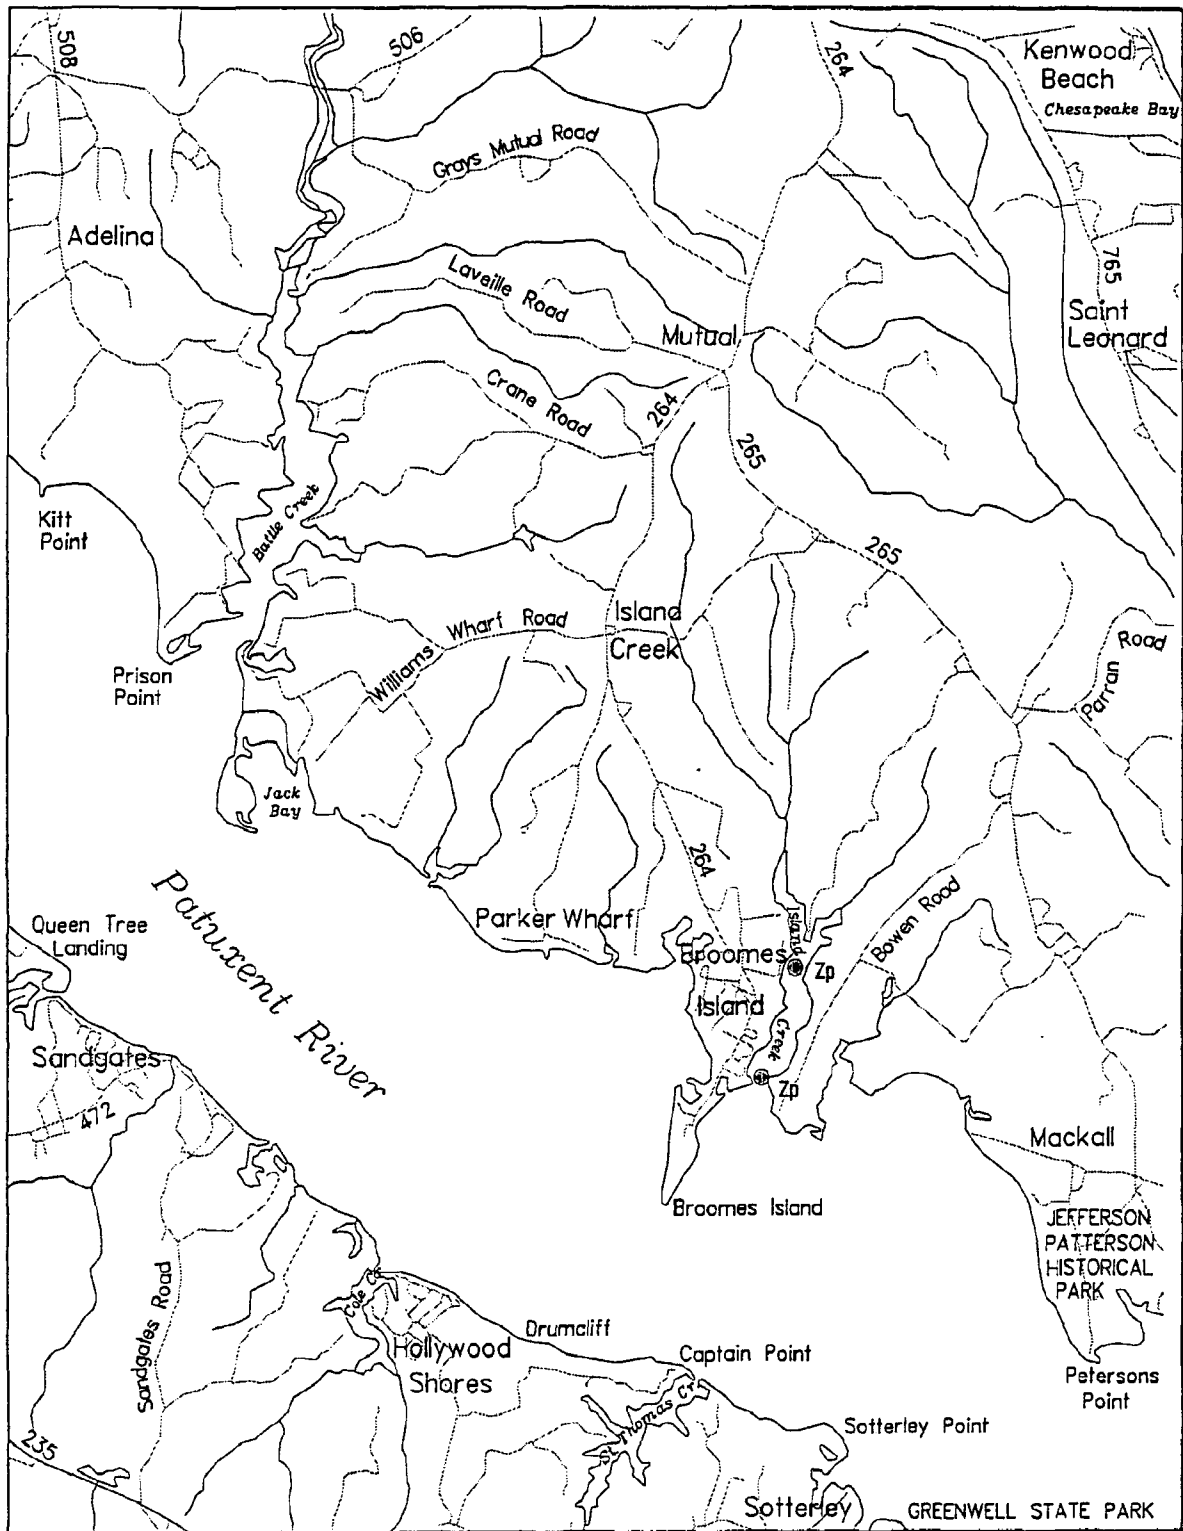 508
506
264
Kenwood
Beach
Chesapeake Bay
Grays Mutual Road
Adelina
765
Laveille Road
Saint
Leonard
Mutual
Crane Road
264
265
Kitt
Point
Battle Creek
265
Williams Wharf Road
Island
Creek
Parran Road
Prison
Point
Jack
Bay
264
Patuxent River
Queen Tree
Landing
Parker Wharf
Island Creek
Bowen Road
Broomes
Island
Zp
Sandgates
472
Zp
Mackall
Broomes Island
JEFFERSON
PATTERSON
HISTORICAL
PARK
Sandgates Road
Cole Ck
Drumcliff
Hollywood
Shores
Captain Point
Petersons
Point
St Thomas Cr
Sotterley Point
235
Sotterley
GREENWELL STATE PARK